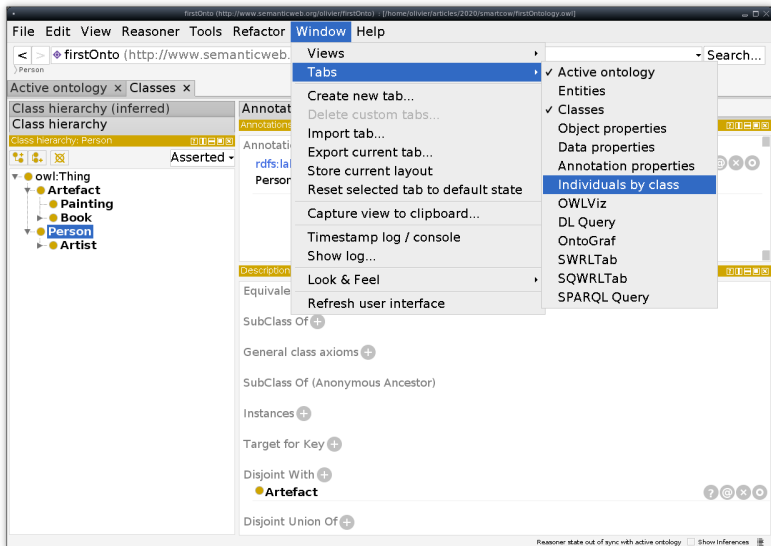 firstOnto (http://www.semanticweb.org/olivier/firstOnto) : [/home/olivier/articles/2020/smartcow/firstOntology.owl]
File Edit View Reasoner Tools Refactor Window Help
< > firstOnto (http://www.semanticweb. Search...
Person
Active ontology × Classes ×
Class hierarchy (inferred)
Class hierarchy
Class hierarchy: Person
Asserted
owl:Thing
Artefact
Painting
Book
Person
Artist
Annotat
Annotations
Annotati
rdfs:la
Person
Views
Tabs
Create new tab...
Delete custom tabs...
Import tab...
Export current tab...
Store current layout
Reset selected tab to default state
Capture view to clipboard...
Timestamp log / console
Show log...
Look & Feel
Refresh user interface
✓ Active ontology
Entities
✓ Classes
Object properties
Data properties
Annotation properties
Individuals by class
OWLViz
DL Query
OntoGraf
SWRLTab
SQWRLTab
SPARQL Query
Description
Equivale
SubClass Of
General class axioms
SubClass Of (Anonymous Ancestor)
Instances
Target for Key
Disjoint With
Artefact
Disjoint Union Of
Reasoner state out of sync with active ontology Show Inferences